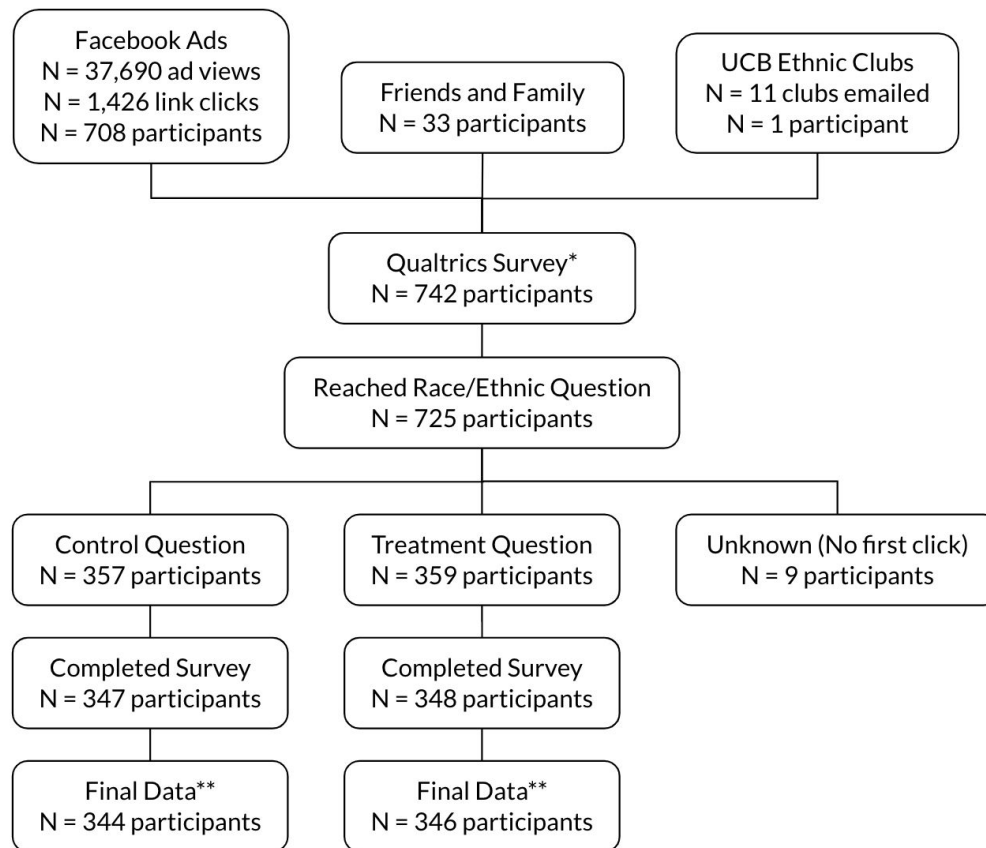 Facebook Ads
N = 37,690 ad views
N = 1,426 link clicks
N = 708 participants
Friends and Family
N = 33 participants
UCB Ethnic Clubs
N = 11 clubs emailed
N = 1 participant
Qualtrics Survey*
N = 742 participants
Reached Race/Ethnic Question
N = 725 participants
Control Question
N = 357 participants
Treatment Question
N = 359 participants
Unknown (No first click)
N = 9 participants
Completed Survey
N = 347 participants
Completed Survey
N = 348 participants
Final Data**
N = 344 participants
Final Data**
N = 346 participants